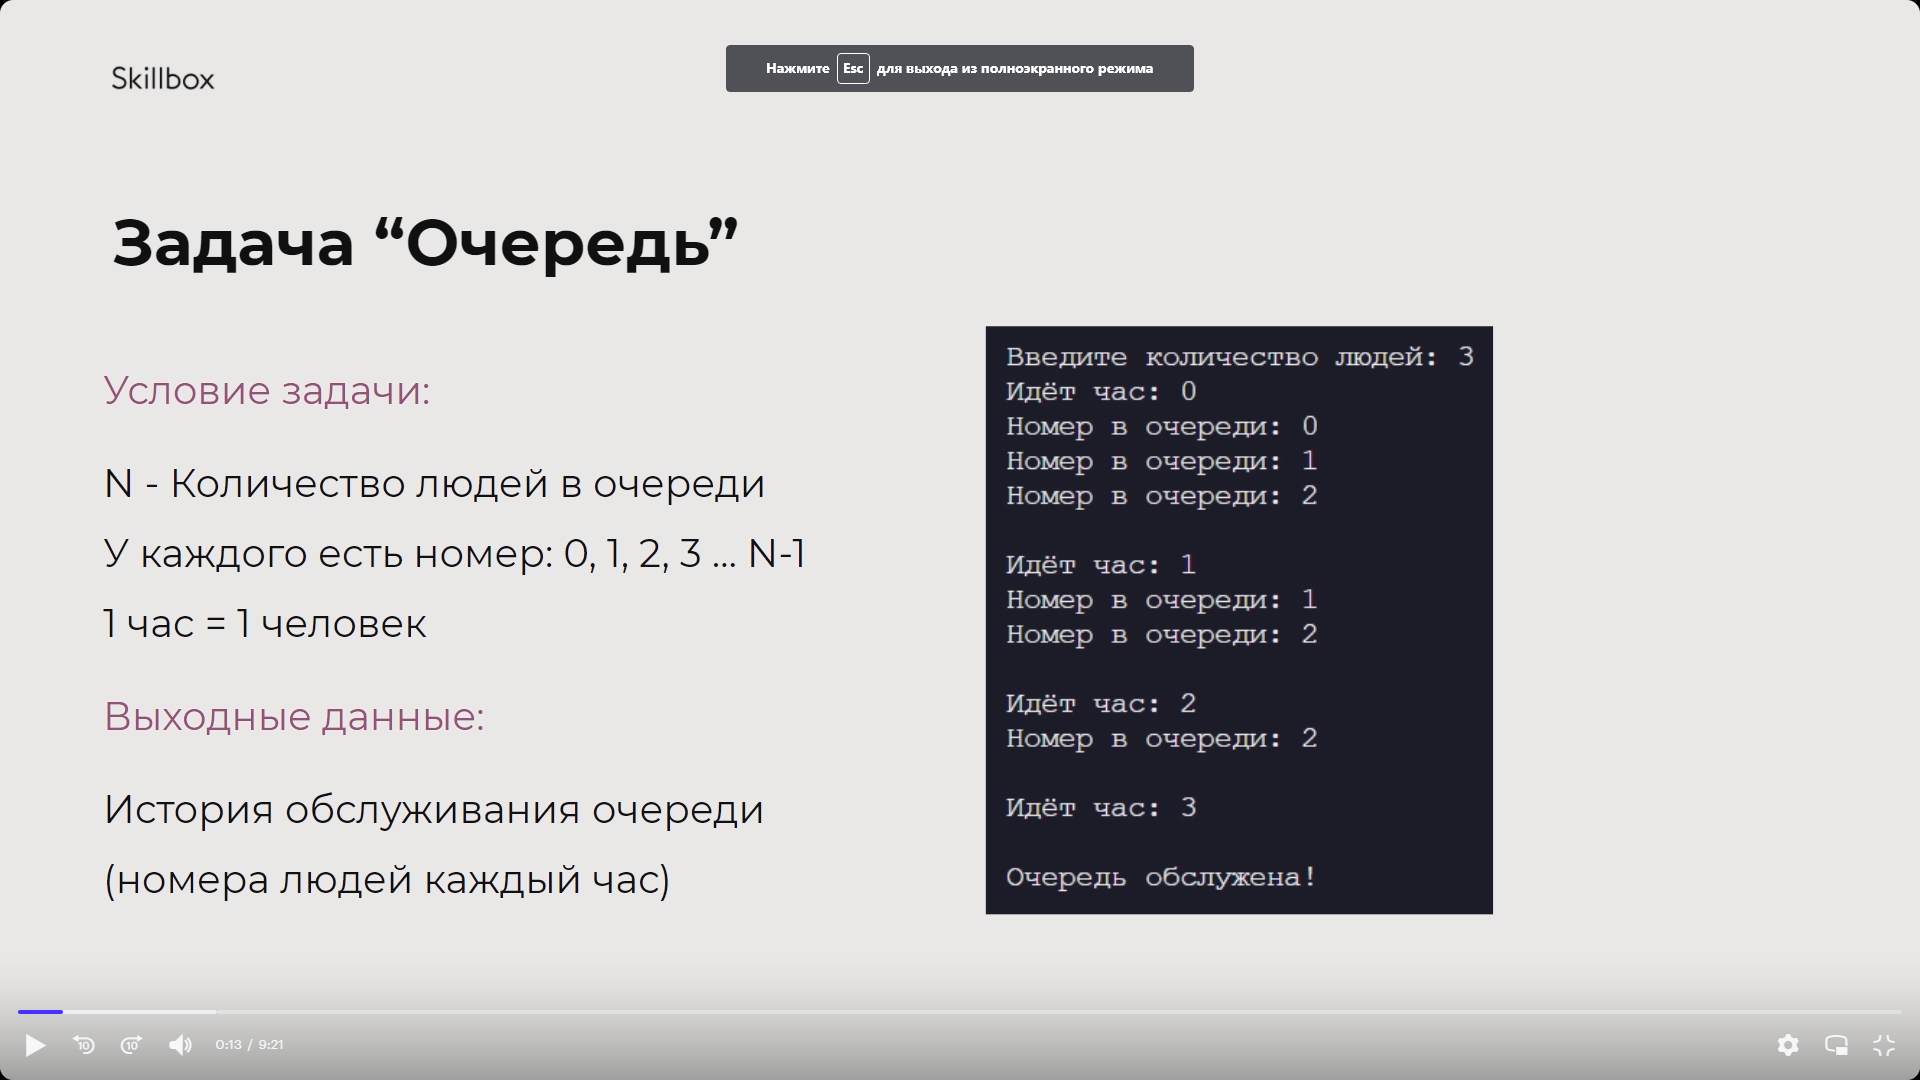 Skillbox
Нажмите Esc для выхода из полноэкранного режима
Задача “Очередь”
Условие задачи:
N - Количество людей в очереди
У каждого есть номер: 0, 1, 2, 3 ... N-1
1 час = 1 человек
Выходные данные:
История обслуживания очереди
(номера людей каждый час)
Введите количество людей: 3
Идёт час: 0
Номер в очереди: 0
Номер в очереди: 1
Номер в очереди: 2
Идёт час: 1
Номер в очереди: 1
Номер в очереди: 2
Идёт час: 2
Номер в очереди: 2
Идёт час: 3
Очередь обслужена!
10
10
0:13 / 9:21